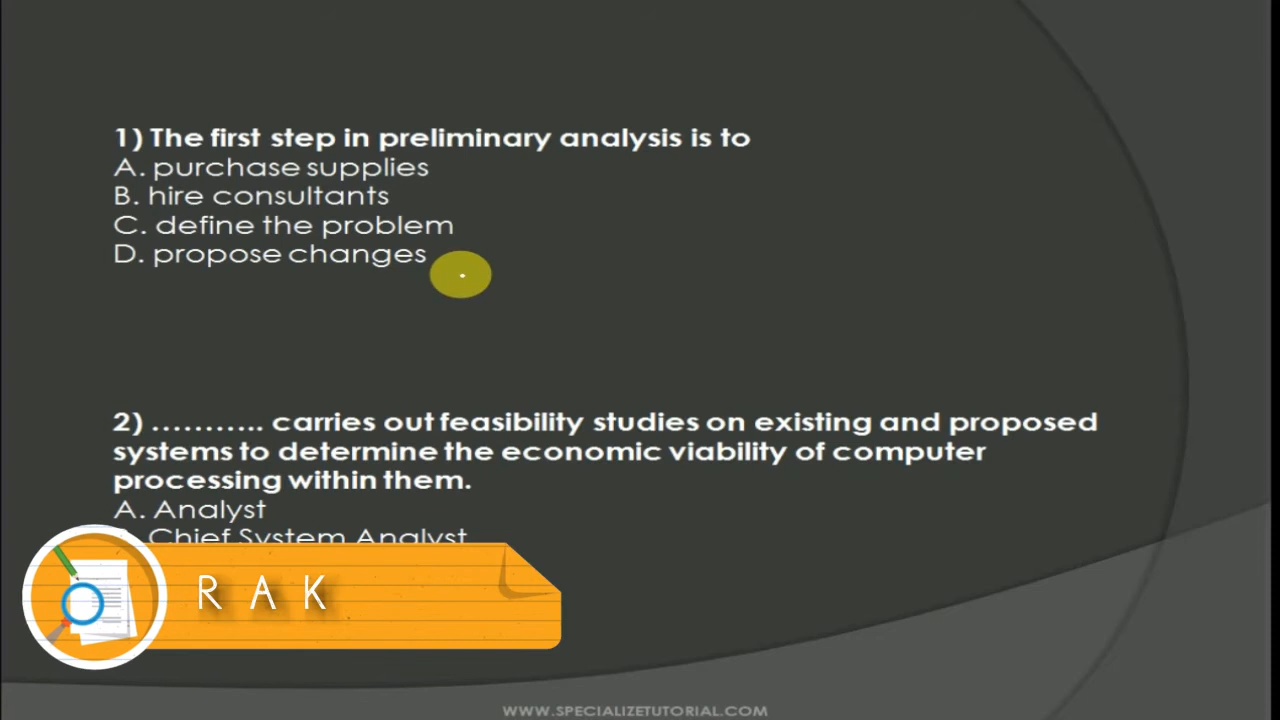 1) The first step in preliminary analysis is to
A. purchase supplies
B. hire consultants
C. define the problem
D. propose changes
2) ……….. carries out feasibility studies on existing and proposed
systems to determine the economic viability of computer
processing within them.
A. Analyst
Chief System Analyst
R A K
WWW.SPECIALIZETUTORIAL.COM